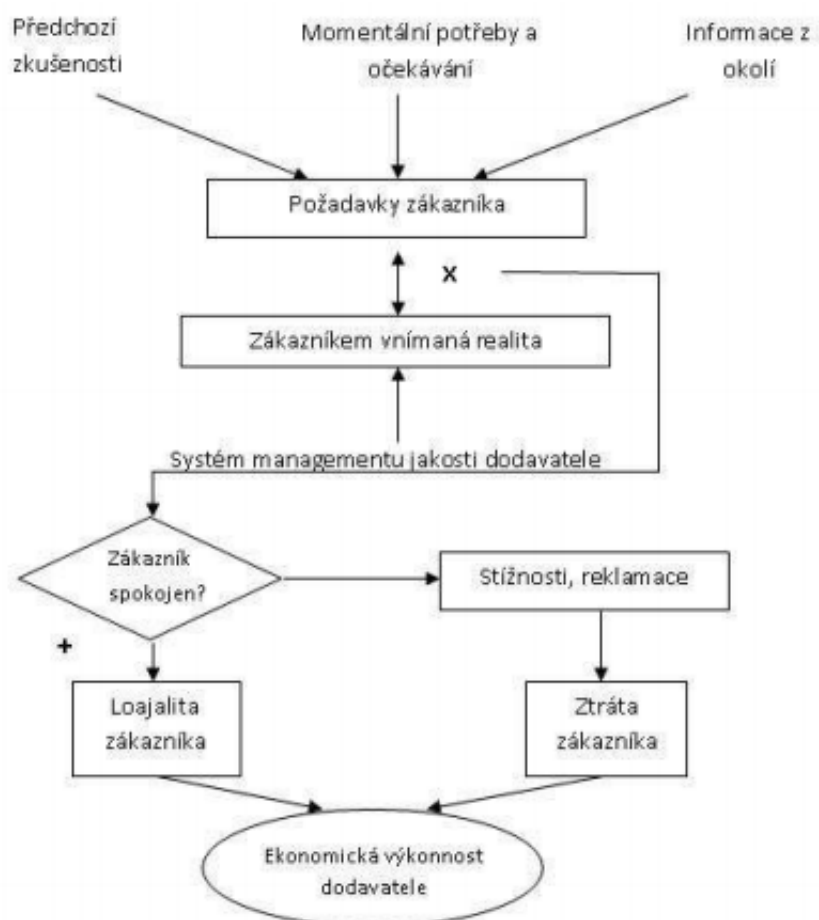 Předchozí
zkušenosti
Momentální potřeby a
očekávání
Informace z
okolí
Požadavky zákazníka
X
Zákazníkem vnímaná realita
Systém managementu jakosti dodavatele
Zákazník
spokojen?
Stížnosti, reklamace
+
Loajalita
zákazníka
Ztráta
zákazníka
Ekonomická výkonnost
dodavatele